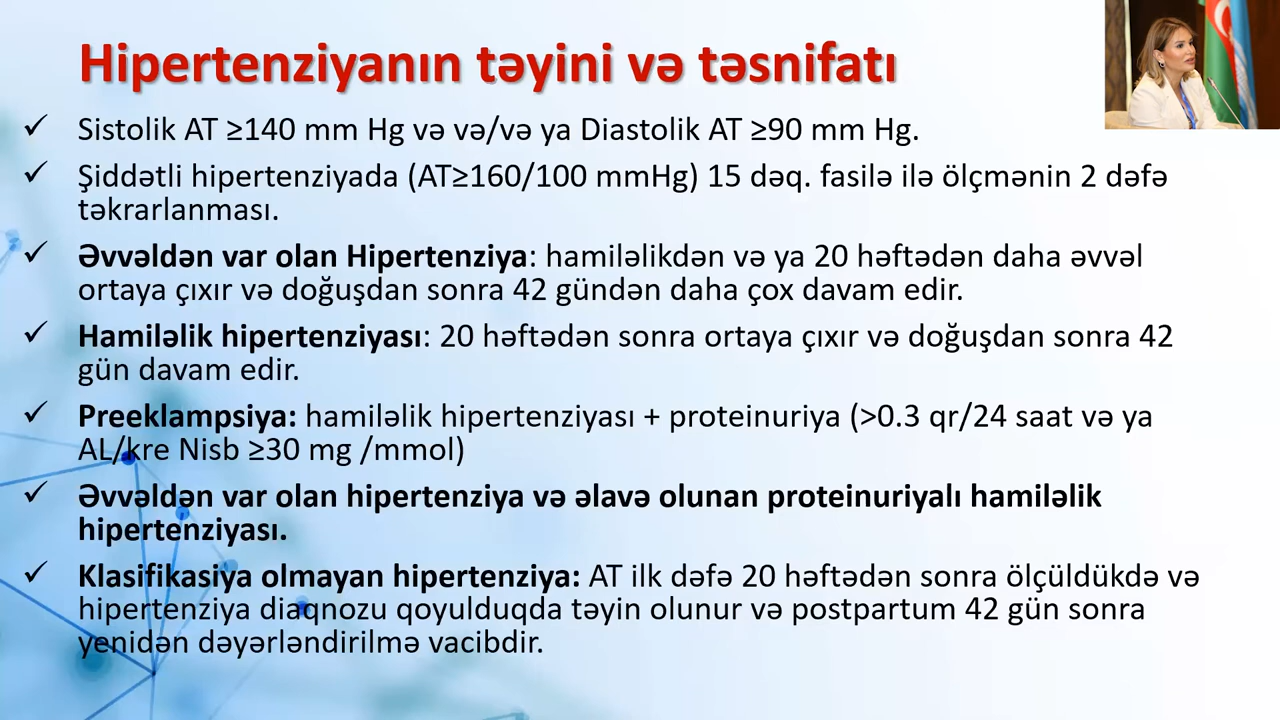 Hipertenziyanın təyini və təsnifatı
✓ Sistolik AT ≥140 mm Hg və və/və ya Diastolik AT ≥90 mm Hg.
✓ Şiddətli hipertenziyada (AT≥160/100 mmHg) 15 dəq. fasilə ilə ölçmənin 2 dəfə
təkrarlanması.
✓ Əvvəldən var olan Hipertenziya: hamiləlikdən və ya 20 həftədən daha əvvəl
ortaya çıxır və doğuşdan sonra 42 gündən daha çox davam edir.
✓ Hamiləlik hipertenziyası: 20 həftədən sonra ortaya çıxır və doğuşdan sonra 42
gün davam edir.
✓ Preeklampsiya: hamiləlik hipertenziyası + proteinuriya (>0.3 qr/24 saat və ya
AL/kre Nisb ≥30 mg /mmol)
✓ Əvvəldən var olan hipertenziya və əlavə olunan proteinuriyalı hamiləlik
hipertenziyası.
✓ Klasifikasiya olmayan hipertenziya: AT ilk dəfə 20 həftədən sonra ölçüldükdə və
hipertenziya diaqnozu qoyulduqda təyin olunur və postpartum 42 gün sonra
yenidən dəyərləndirilmə vacibdir.